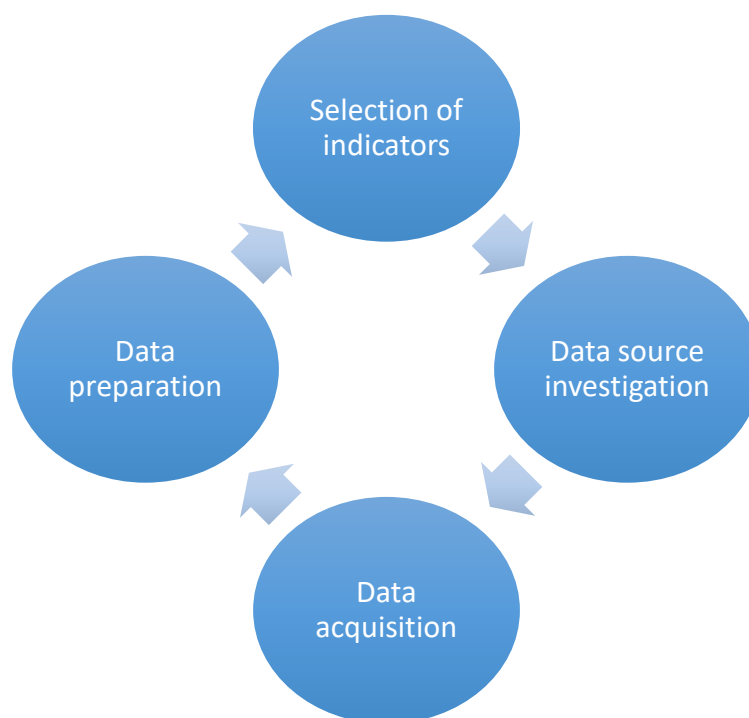 Selection of
indicators
Data source
investigation
Data
acquisition
Data
preparation